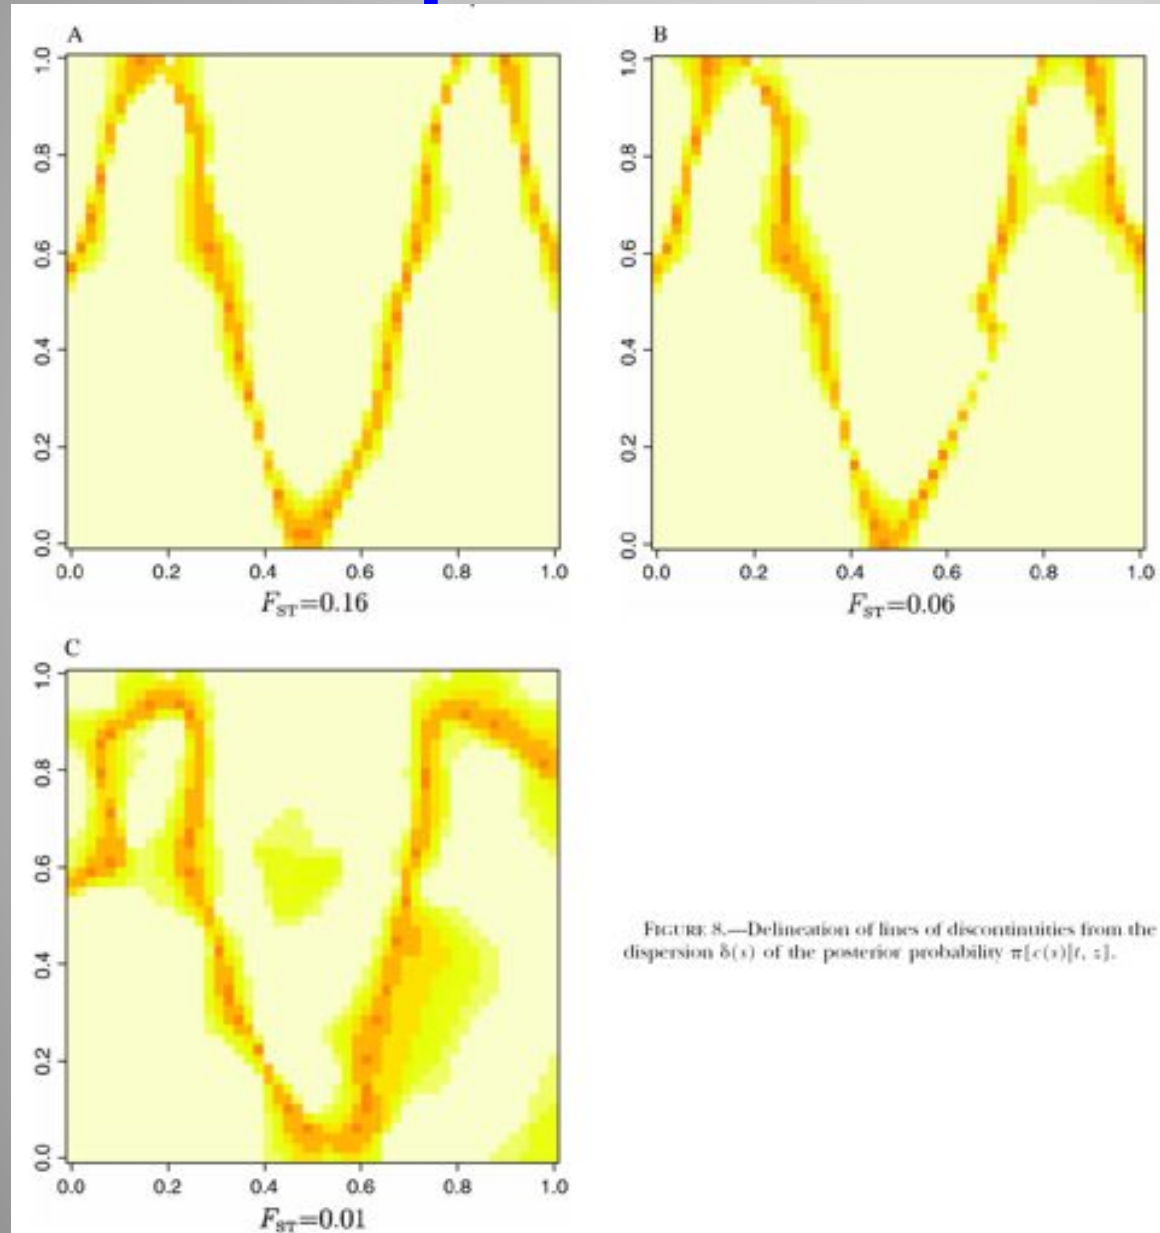 A
1.0
0.8
0.6
0.4
0.2
0.0
0.0 0.2 0.4 0.6 0.8 1.0
F_ST=0.16
B
1.0
0.8
0.6
0.4
0.2
0.0
0.0 0.2 0.4 0.6 0.8 1.0
F_ST=0.06
C
1.0
0.8
0.6
0.4
0.2
0.0
0.0 0.2 0.4 0.6 0.8 1.0
F_ST=0.01
FIGURE 8.—Delineation of lines of discontinuities from the
dispersion δ(s) of the posterior probability π[c(s)|t, z].